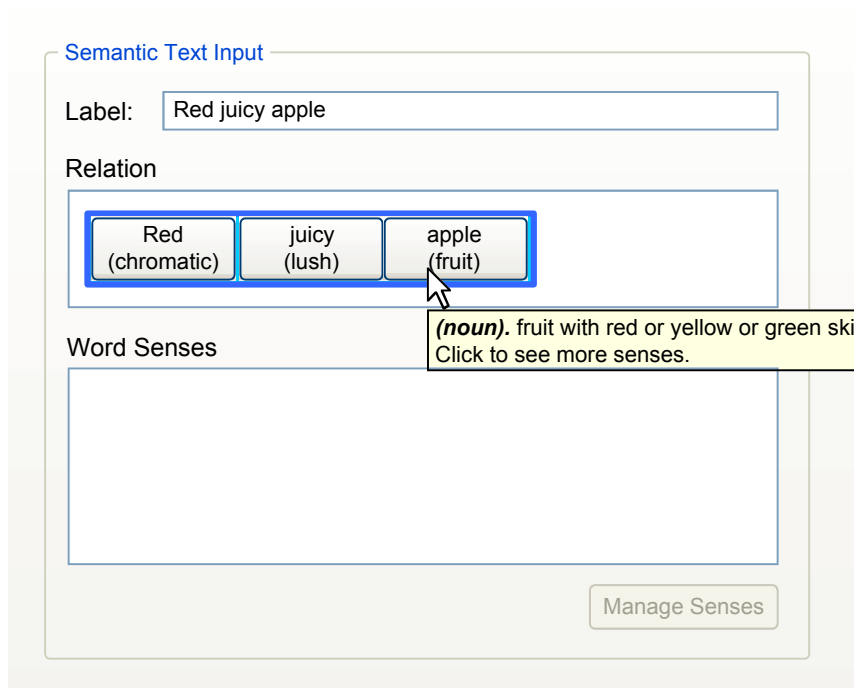 Semantic Text Input
Label: Red juicy apple
Relation
Red juicy apple
(chromatic) (lush) (fruit)
(noun). fruit with red or yellow or green
Word Senses
Click to see more senses.
Manage Senses